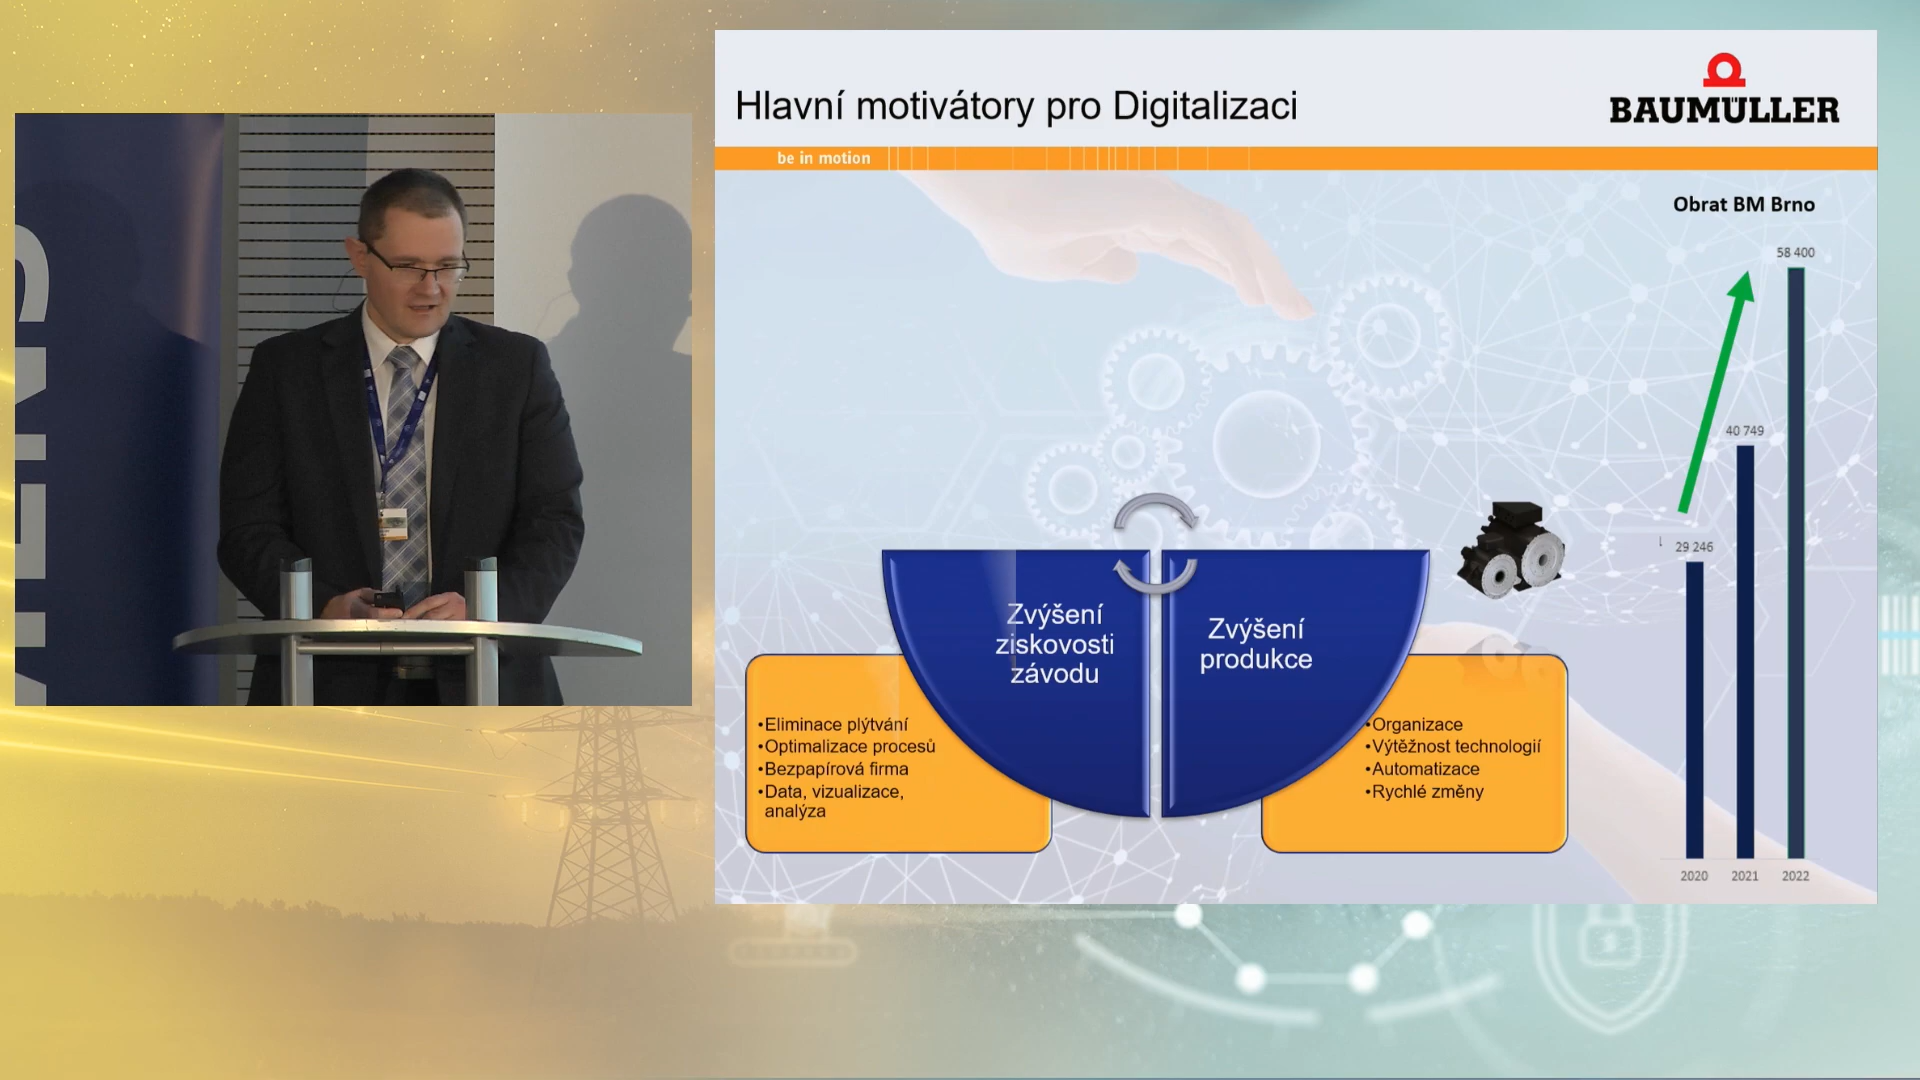 Hlavní motivátory pro Digitalizaci
BAUMÜLLER
be in motion
Obrat BM Brno
58 400
40 749
29 246
Zvýšení
ziskovosti
závodu
Zvýšení
produkce
•Eliminace plýtvání
•Optimalizace procesů
•Bezpapírová firma
•Data, vizualizace,
analýza
•Organizace
•Výtěžnost technologií
•Automatizace
•Rychlé změny
2020
2021
2022